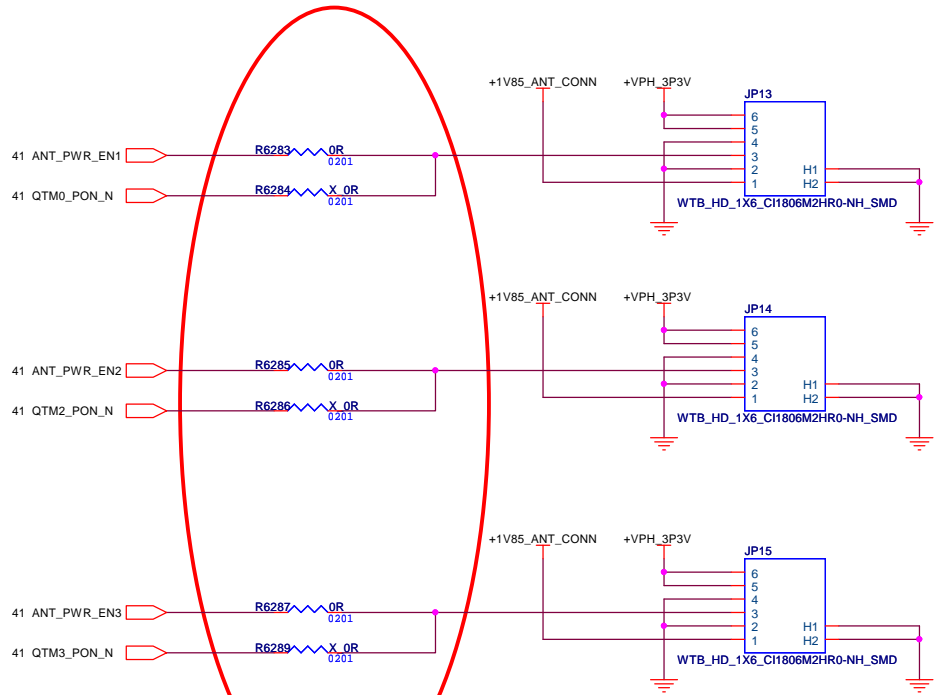 +1V85_ANT_CONN +VPH_3P3V
JP13
6
5
41 ANT_PWR_EN1 R6283 0R 4
0201 3
2 H1
41 QTM0_PON_N R6284 X_0R 1 H2
0201
WTB_HD_1X6_CI1806M2HR0-NH_SMD
+1V85_ANT_CONN +VPH_3P3V
JP14
6
5
41 ANT_PWR_EN2 R6285 0R 4
0201 3
2 H1
41 QTM2_PON_N R6286 X_0R 1 H2
0201
WTB_HD_1X6_CI1806M2HR0-NH_SMD
+1V85_ANT_CONN +VPH_3P3V
JP15
6
5
41 ANT_PWR_EN3 R6287 0R 4
0201 3
2 H1
41 QTM3_PON_N R6289 X_0R 1 H2
0201
WTB_HD_1X6_CI1806M2HR0-NH_SMD